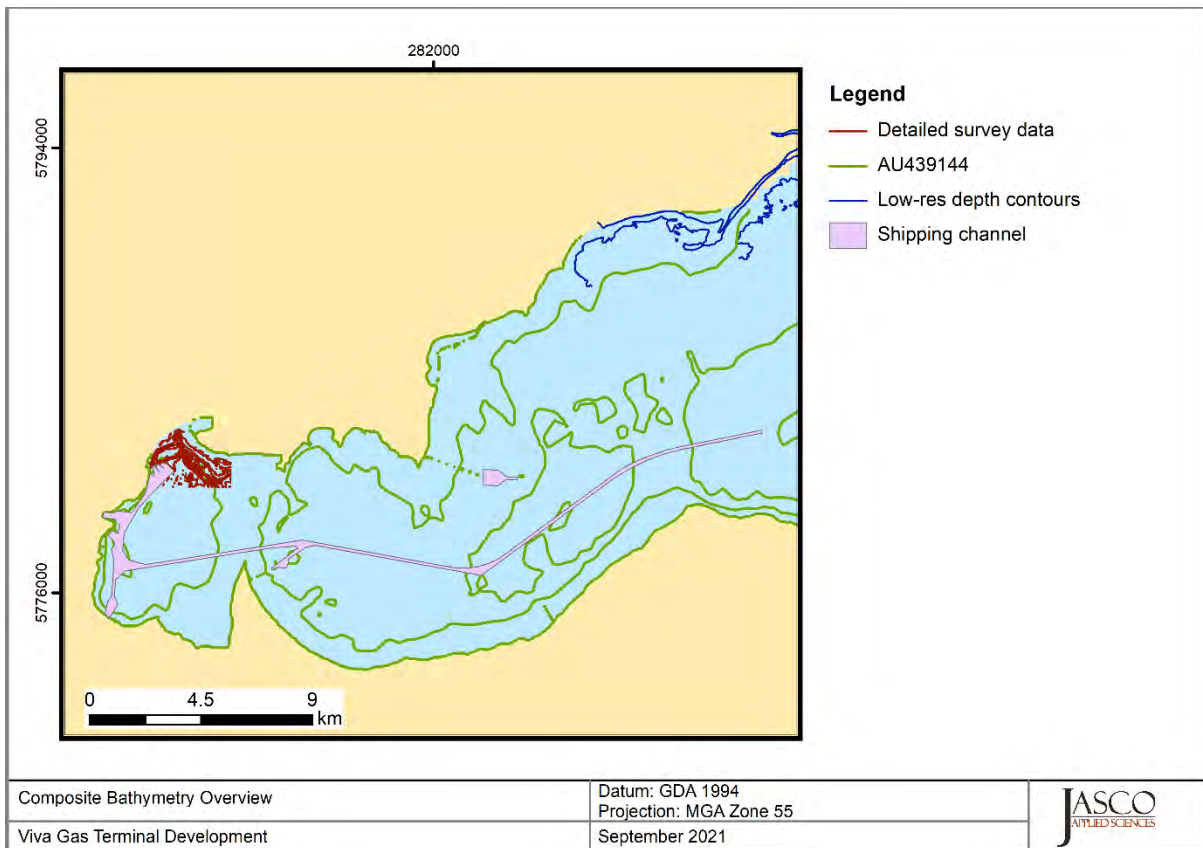 282000
5794000
5776000
0 4.5 9
km
Legend
Detailed survey data
AU439144
Low-res depth contours
Shipping channel
Composite Bathymetry Overview
Viva Gas Terminal Development
Datum: GDA 1994
Projection: MGA Zone 55
September 2021
JASCO
APPLIED SCIENCES